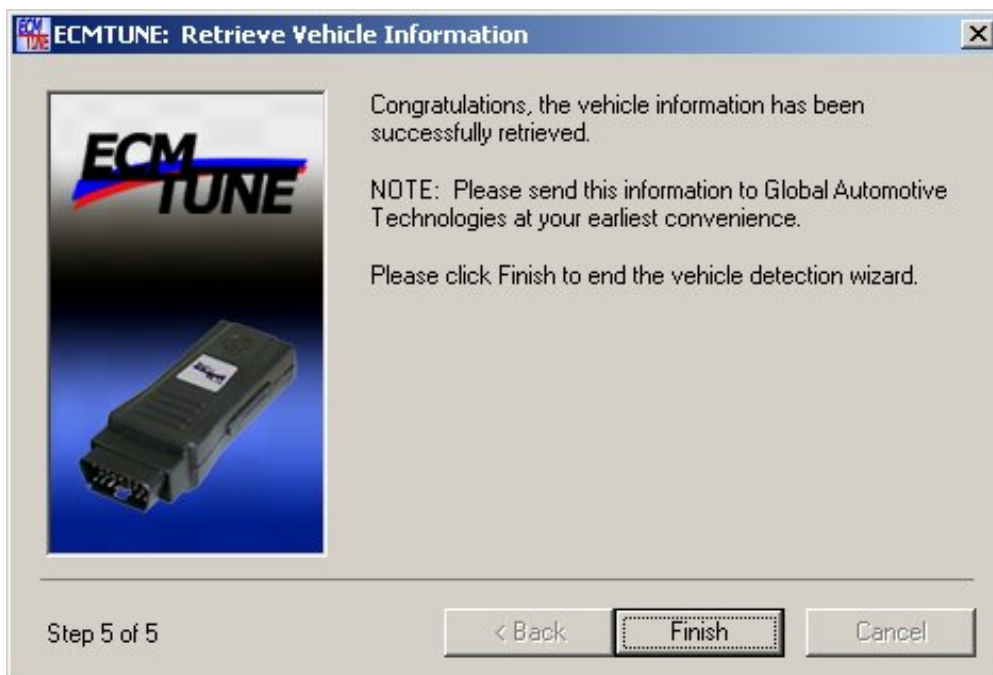 ECM TUNE ECMTUNE: Retrieve Vehicle Information
ECM
TUNE
Congratulations, the vehicle information has been
successfully retrieved.
NOTE: Please send this information to Global Automotive
Technologies at your earliest convenience.
Please click Finish to end the vehicle detection wizard.
Step 5 of 5
< Back
Finish
Cancel